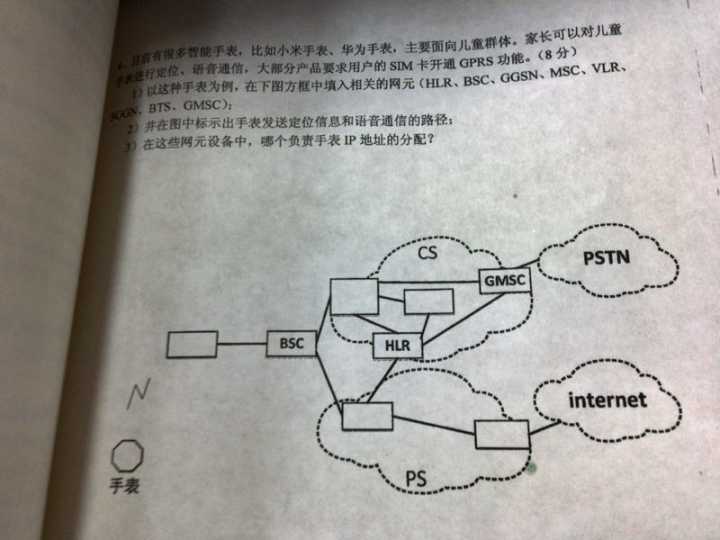 4、目前有很多智能手表，比如小米手表、华为手表，主要面向儿童群体。家长可以对儿童
手表进行定位、语音通信，大部分产品要求用户的 SIM 卡开通 GPRS 功能。（8 分）
1）以这种手表为例，在下图方框中填入相关的网元（HLR、BSC、GGSN、MSC、VLR、
SGGN、BTS、GMSC）；
2）并在图中标示出手表发送定位信息和语音通信的路径；
3）在这些网元设备中，哪个负责手表 IP 地址的分配？
CS
PSTN
GMSC
BSC
HLR
internet
手表
PS